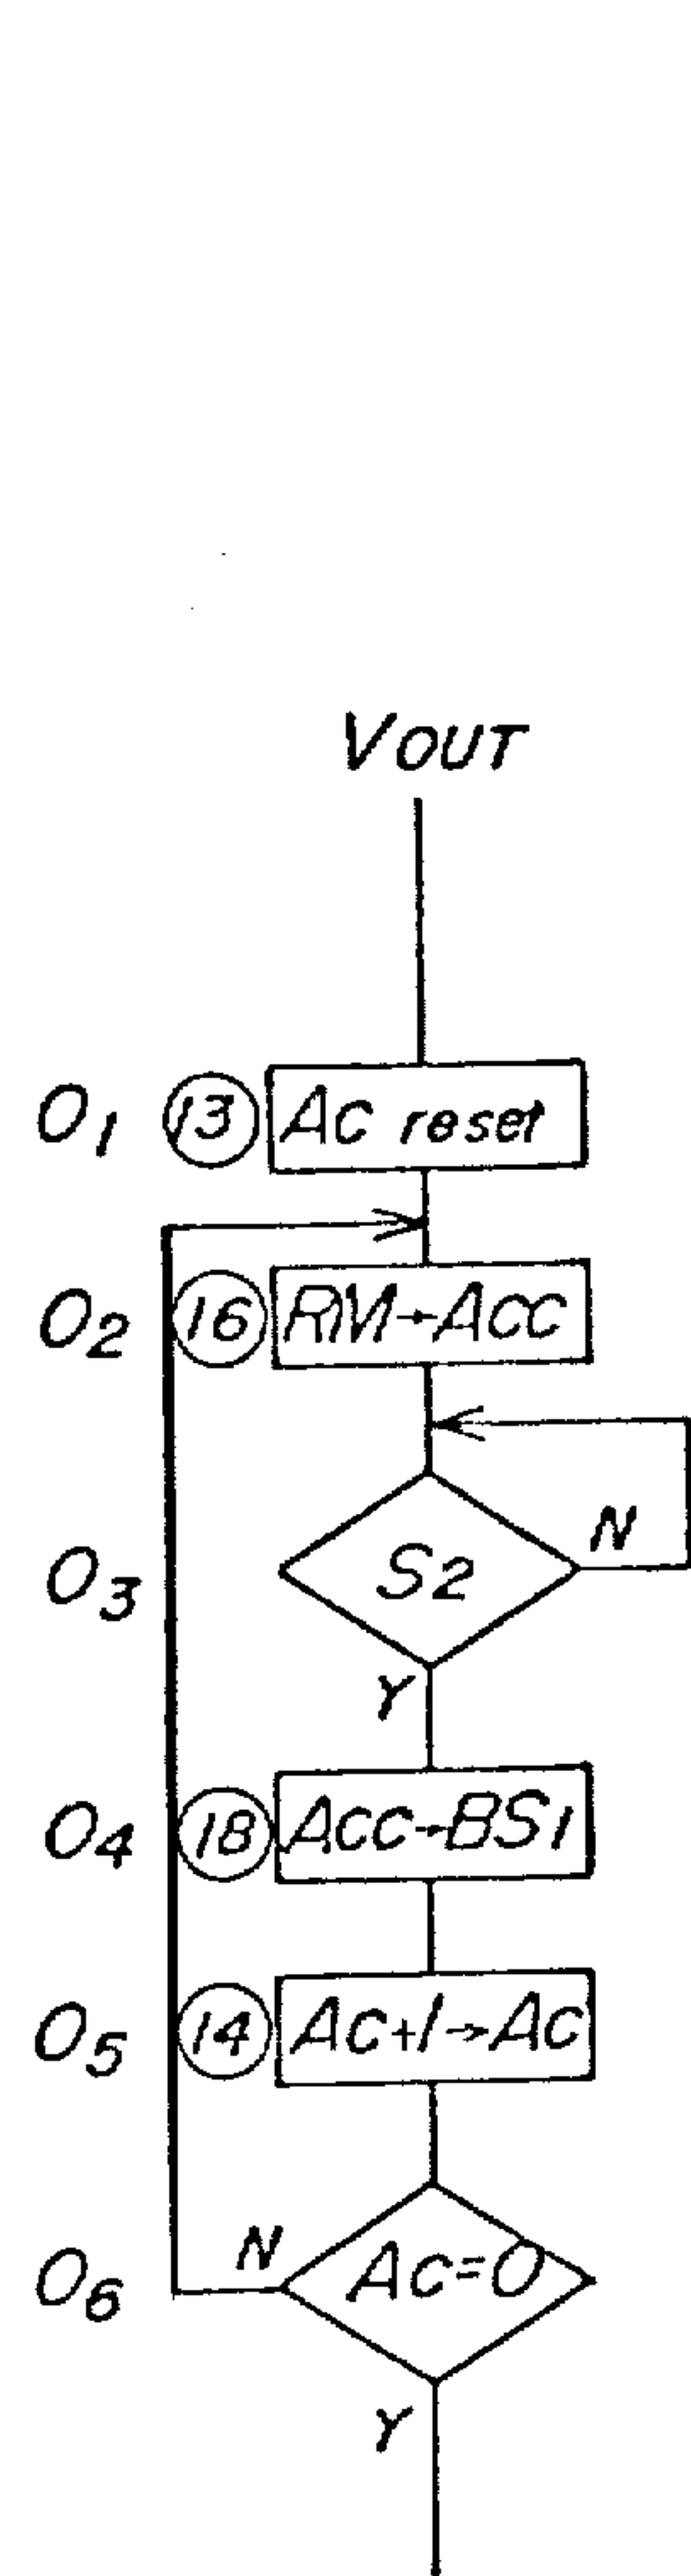 VOUT
O1 13 AC reset
O2 16 RM→ACC
O3 S2 N
Y
O4 18 ACC→BS1
O5 14 AC+1→AC
O6 N AC=0
Y